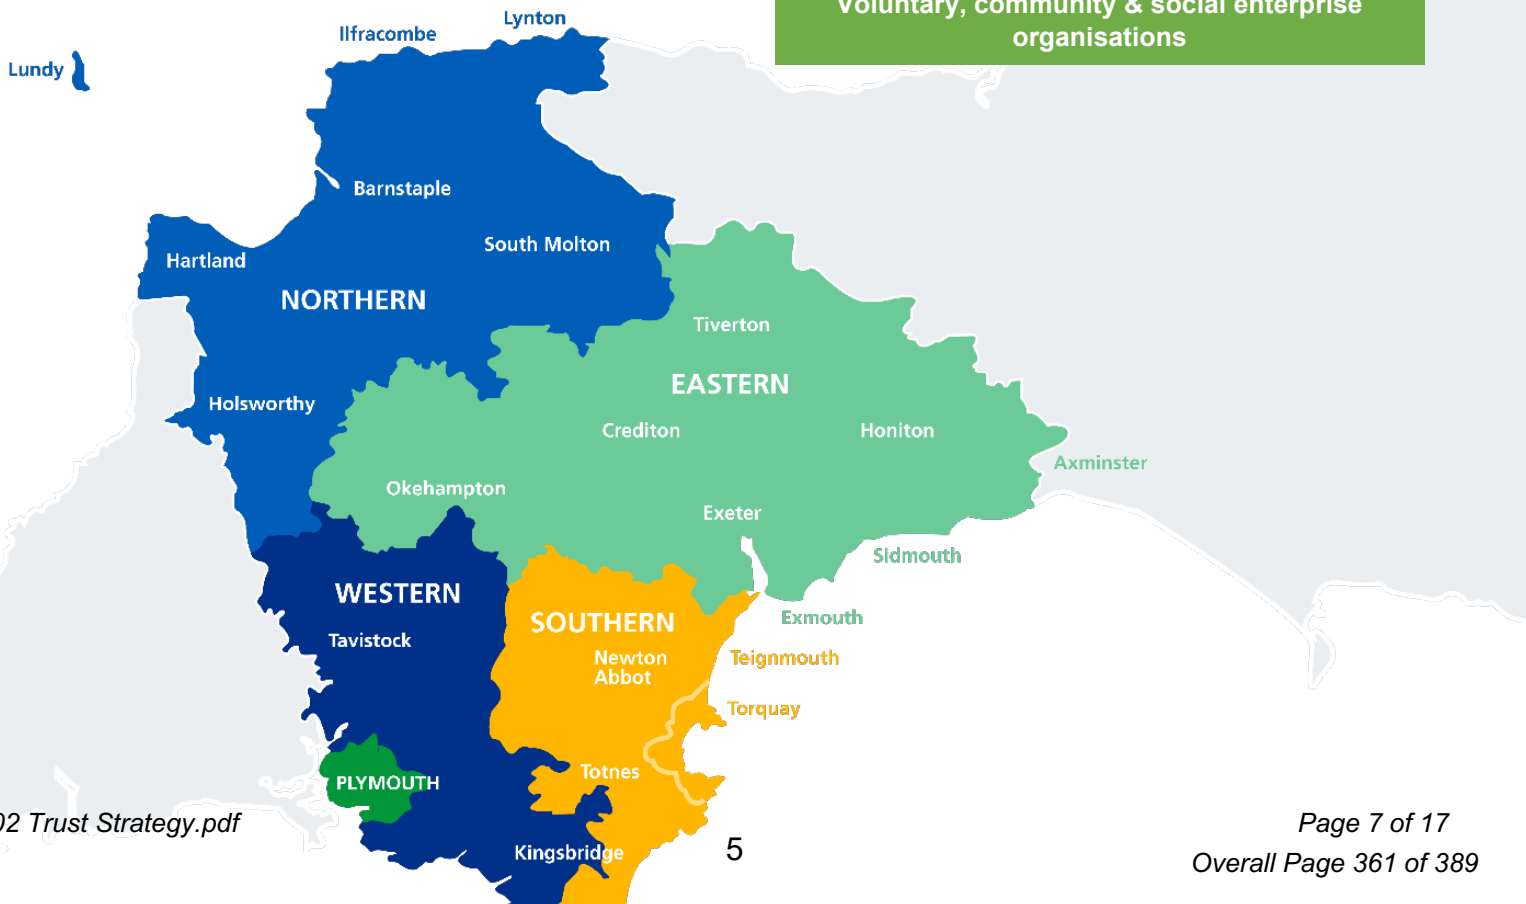 Voluntary, community & social enterprise
organisations
Lynton
Ilfracombe
Lundy
Barnstaple
South Molton
Hartland
NORTHERN
Tiverton
EASTERN
Holsworthy
Crediton
Honiton
Axminster
Okehampton
Exeter
Sidmouth
WESTERN
Exmouth
SOUTHERN
Tavistock
Newton
Abbot
Teignmouth
Torquay
Totnes
PLYMOUTH
02 Trust Strategy.pdf
Page 7 of 17
Kingsbridge
5
Overall Page 361 of 389